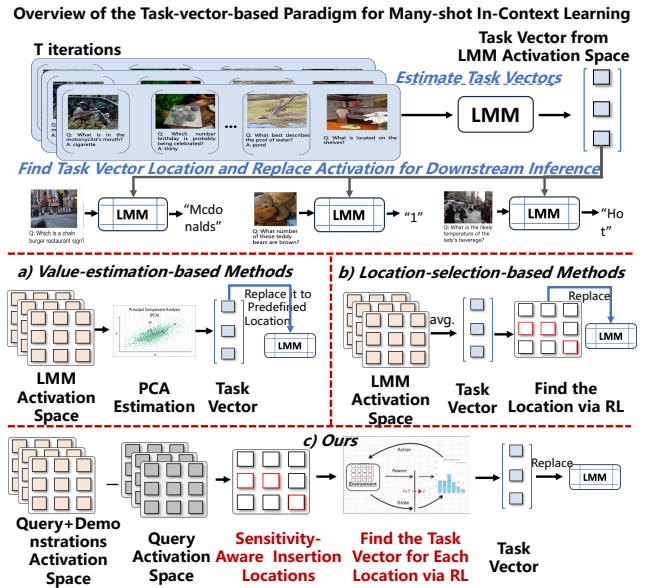 Overview of the Task-vector-based Paradigm for Many-shot In-Context Learning
T iterations
Task Vector from
LMM Activation Space
Estimate Task Vectors
LMM
Q: What is in the
motorcyclist's mouth?
A: cigarette
Q: Which number
birthday is probably
being celebrated?
A: thirty
...
Q: What best describes
the pool of water?
A: pond
Q: What is located on the
shelves?
Find Task Vector Location and Replace Activation for Downstream Inference
Q: Which is a chain
burger restaurant sign?
LMM
"Mcdo
nalds"
Q: What number
of these teddy
bears are brown?
LMM
"1"
Q: What is the likely
temperature of the
lady's beverage?
LMM
"Ho
t"
a) Value-estimation-based Methods
Principal Component Analysis
(PCA)
Replace it to
Predefined
Location
LMM
LMM
Activation
Space
PCA
Estimation
Task
Vector
b) Location-selection-based Methods
avg.
Replace
LMM
LMM
Activation
Space
Task
Vector
Find the
Location via RL
c) Ours
Action
Environment
Reward
State
Replace
LMM
Query+Demo
nstrations
Activation
Space
Query
Activation
Space
Sensitivity-
Aware Insertion
Locations
Find the Task
Vector for Each
Location via RL
Task
Vector